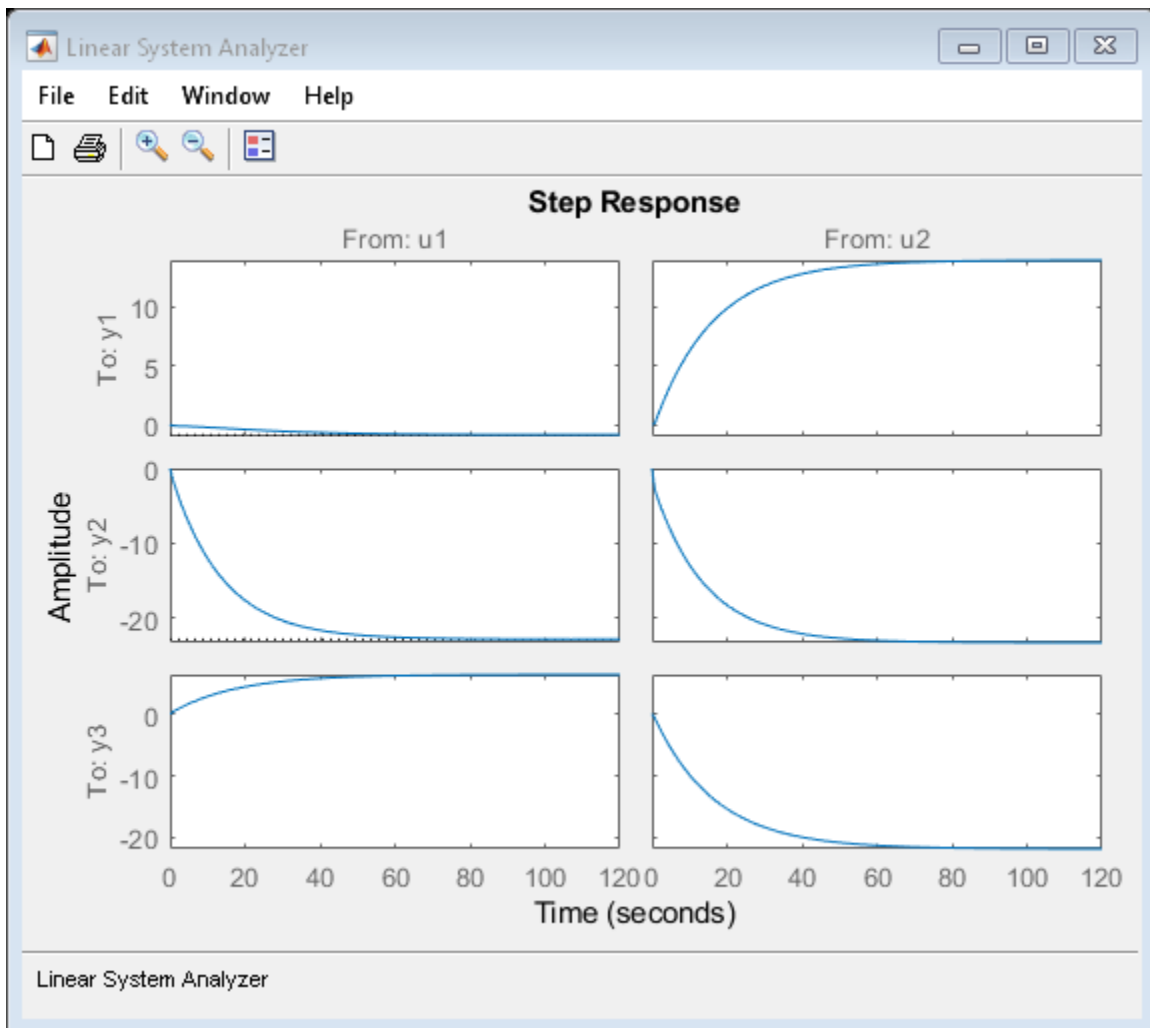 Linear System Analyzer
File Edit Window Help
Step Response
From: u1 From: u2
To: y1
10
5
0
Amplitude
To: y2
0
-10
-20
To: y3
0
-10
-20
0 20 40 60 80 100 120 0 20 40 60 80 100 120
Time (seconds)
Linear System Analyzer